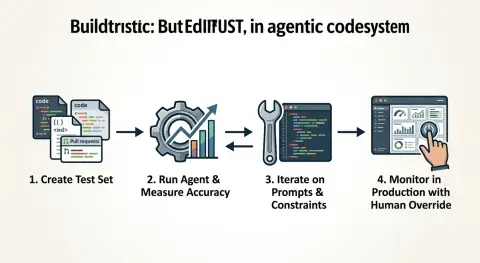 Buildtristic: ButEdIFUST, in agentic codesystem
code
code
Pull requests
1. Create Test Set
2. Run Agent &
Measure Accuracy
3. Iterate on
Prompts &
Constraints
4. Monitor in
Production with
Human Override